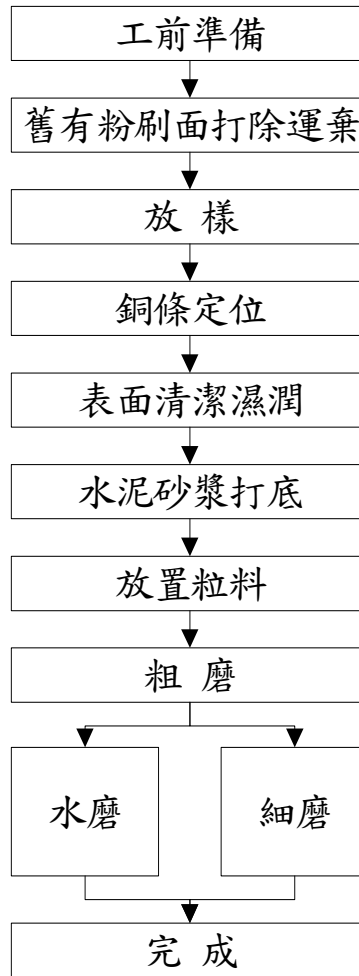 工前準備
舊有粉刷面打除運棄
放 樣
銅條定位
表面清潔濕潤
水泥砂漿打底
放置粒料
粗 磨
水磨
細磨
完 成